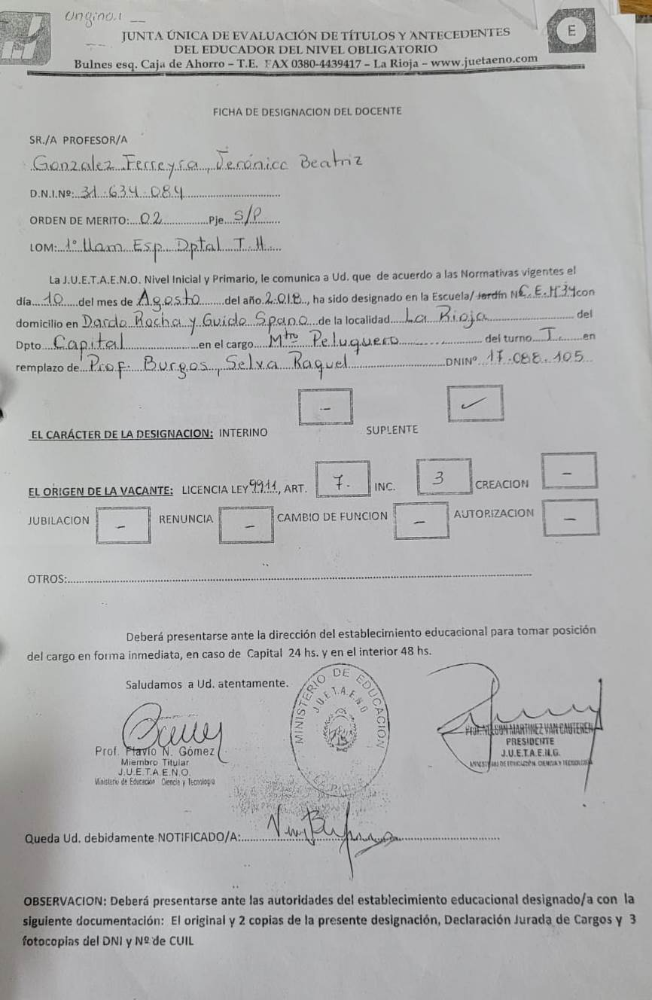 Original
JUNTA ÚNICA DE EVALUACIÓN DE TÍTULOS Y ANTECEDENTES
DEL EDUCADOR DEL NIVEL OBLIGATORIO
E
Bulnes esq. Caja de Ahorro – T.E. FAX 0380-4439417 – La Rioja – www.juetaeno.com
FICHA DE DESIGNACION DEL DOCENTE
SR./A PROFESOR/A
Gonzalez Ferreyra, Beatriz
D.N.I.Nº: 31.634.084
ORDEN DE MERITO: 02 Pje. S/P
LOM: 1º Llam. Esp. Dptal T. H.
La J.U.E.T.A.E.N.O. Nivel Inicial y Primario, le comunica a Ud. que de acuerdo a las Normativas vigentes el
día 10 del mes de Agosto del año 2.018, ha sido designado en la Escuela/ Jardín N C.E.Nº 34 con
domicilio en Dardo Rocha y Guido Spano de la localidad La Rioja del
Dpto Capital en el cargo Mtro Peluquero del turno T. en
remplazo de Prof. Burgos, Selva Raquel DNINº 17.088.105
EL CARÁCTER DE LA DESIGNACION: INTERINO – SUPLENTE ✓
EL ORIGEN DE LA VACANTE: LICENCIA LEY 9911, ART. 7. INC. 3 CREACION –
JUBILACION – RENUNCIA – CAMBIO DE FUNCION – AUTORIZACION –
OTROS:
Deberá presentarse ante la dirección del establecimiento educacional para tomar posición
del cargo en forma inmediata, en caso de Capital 24 hs. y en el interior 48 hs.
Saludamos a Ud. atentamente.
MINISTERIO DE EDUCACIÓN
J.U.E.T.A.E.N.O
Prof. Flavio N. Gómez
Miembro Titular
J.U.E.T.A.E.N.O.
Ministerio de Educación Ciencia y Tecnología
PROF. NELSON MARTINEZ VAN CAUTEREN
PRESIDENTE
J.U.E.T.A.E.N.O.
MINISTERIO DE EDUCACIÓN, CIENCIA Y TECNOLOGIA
Queda Ud. debidamente NOTIFICADO/A:
OBSERVACION: Deberá presentarse ante las autoridades del establecimiento educacional designado/a con la
siguiente documentación: El original y 2 copias de la presente designación, Declaración Jurada de Cargos y 3
fotocopias del DNI y Nº de CUIL